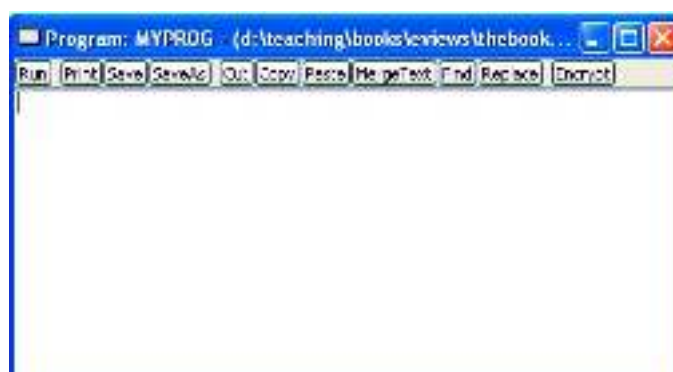 Program: MYPROG - (d:\teaching\books\eviews\thebook...
Run Print Save SaveAs Cut Copy Paste MergeText Find Replace Encrypt